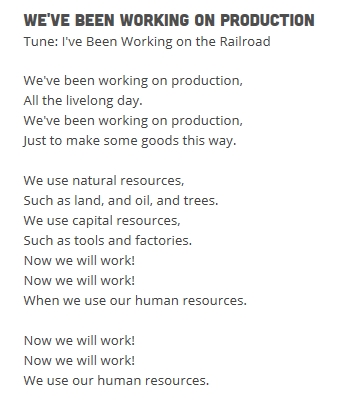 WE'VE BEEN WORKING ON PRODUCTION
Tune: I've Been Working on the Railroad
We've been working on production,
All the livelong day.
We've been working on production,
Just to make some goods this way.
We use natural resources,
Such as land, and oil, and trees.
We use capital resources,
Such as tools and factories.
Now we will work!
Now we will work!
When we use our human resources.
Now we will work!
Now we will work!
We use our human resources.